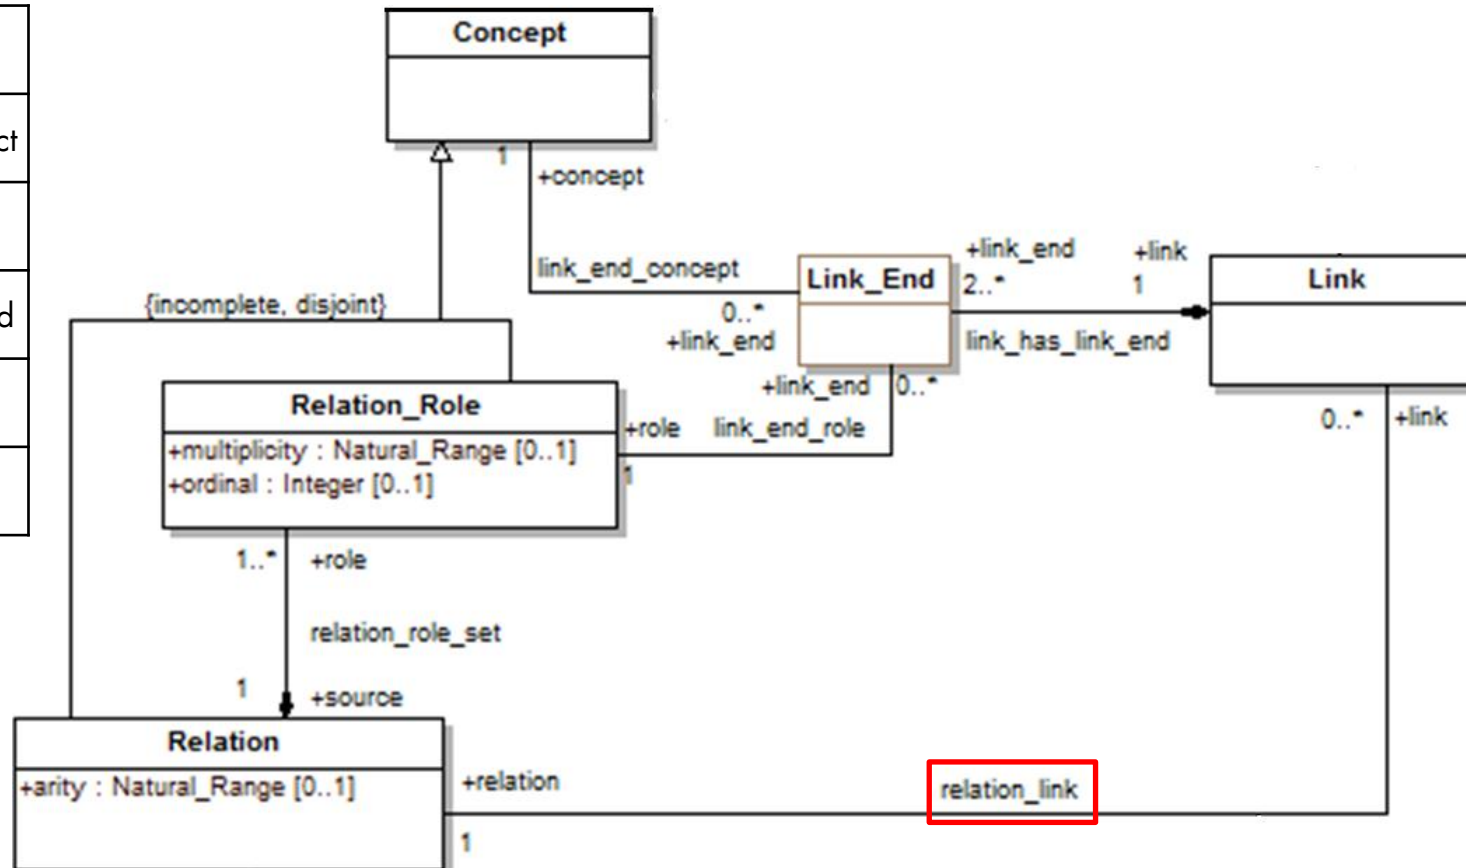 Concept
ct
1
+concept
+link_end
+link
link_end_concept
Link_End
2..*
1
Link
{incomplete, disjoint}
0..*
d
+link_end
link_has_link_end
+link_end
0..*
Relation_Role
+role
link_end_role
0..*
+link
+multiplicity : Natural_Range [0..1]
1
+ordinal : Integer [0..1]
1..*
+role
relation_role_set
1
+source
Relation
+relation
relation_link
+arity : Natural_Range [0..1]
1